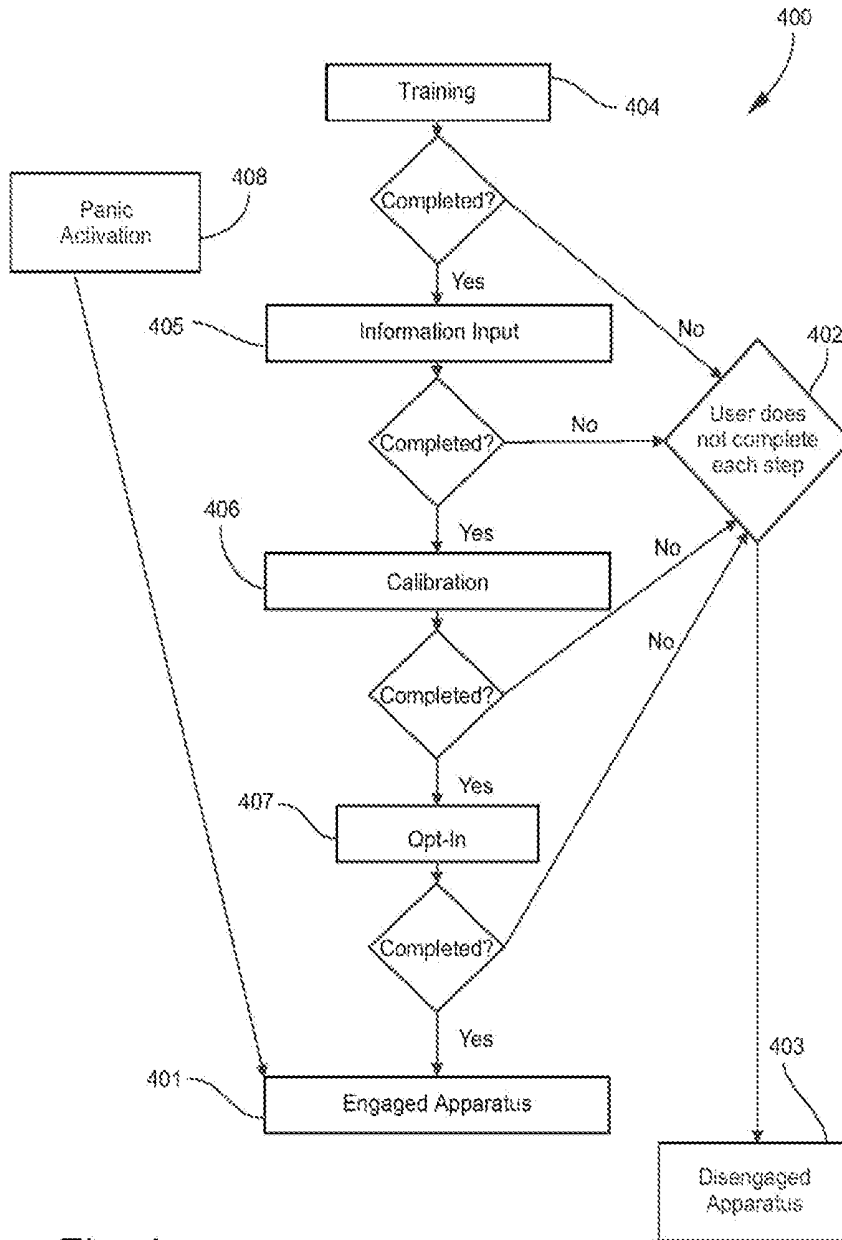 400
Training
404
Completed?
408
Panic
Activation
Yes
405
Information Input
No
402
User does
not complete
each step
Completed?
No
406
Yes
Calibration
No
No
Completed?
407
Yes
Opt-In
Completed?
Yes
403
401
Engaged Apparatus
Disengaged
Apparatus